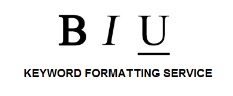 B I U
KEYWORD FORMATTING SERVICE